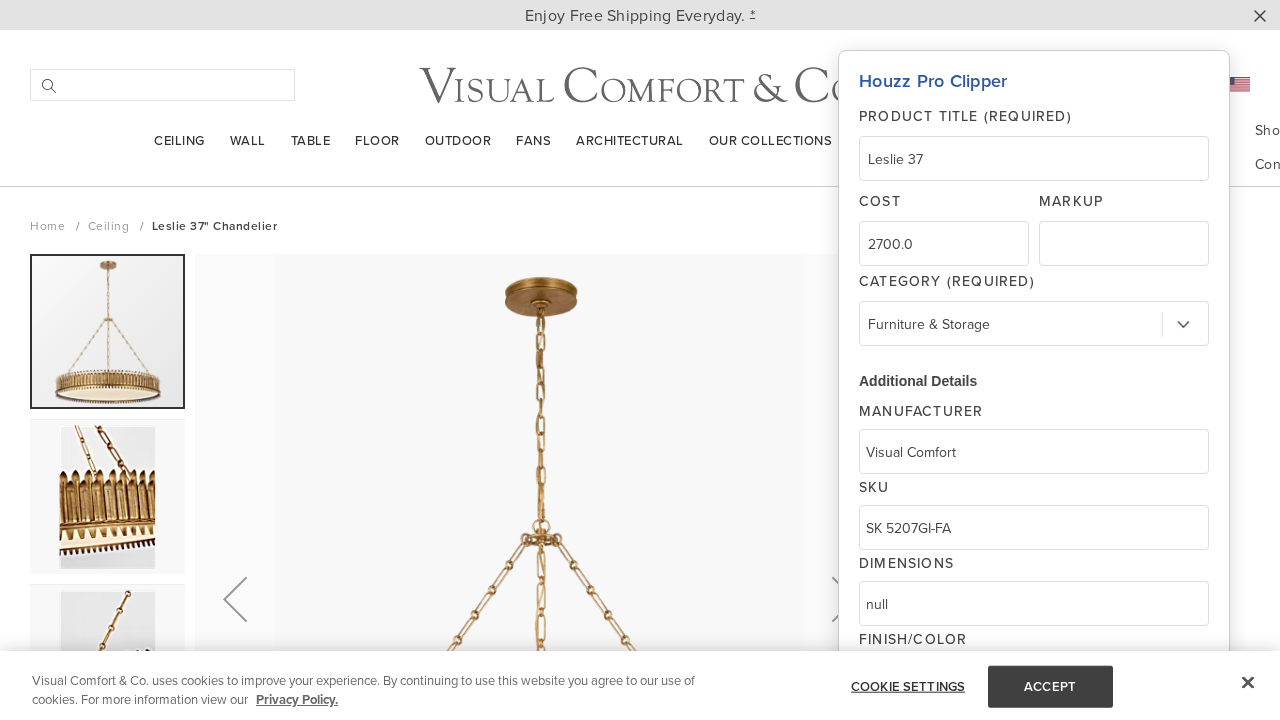 Enjoy Free Shipping Everyday. *
VISUAL COMFORT & CO
CEILING WALL TABLE FLOOR OUTDOOR FANS ARCHITECTURAL OUR COLLECTIONS
Sho
Con
Home / Ceiling / Leslie 37" Chandelier
Houzz Pro Clipper
PRODUCT TITLE (REQUIRED)
Leslie 37
COST MARKUP
2700.0
CATEGORY (REQUIRED)
Furniture & Storage
Additional Details
MANUFACTURER
Visual Comfort
SKU
SK 5207GI-FA
DIMENSIONS
null
FINISH/COLOR
Visual Comfort & Co. uses cookies to improve your experience. By continuing to use this website you agree to our use of
cookies. For more information view our Privacy Policy.
COOKIE SETTINGS
ACCEPT